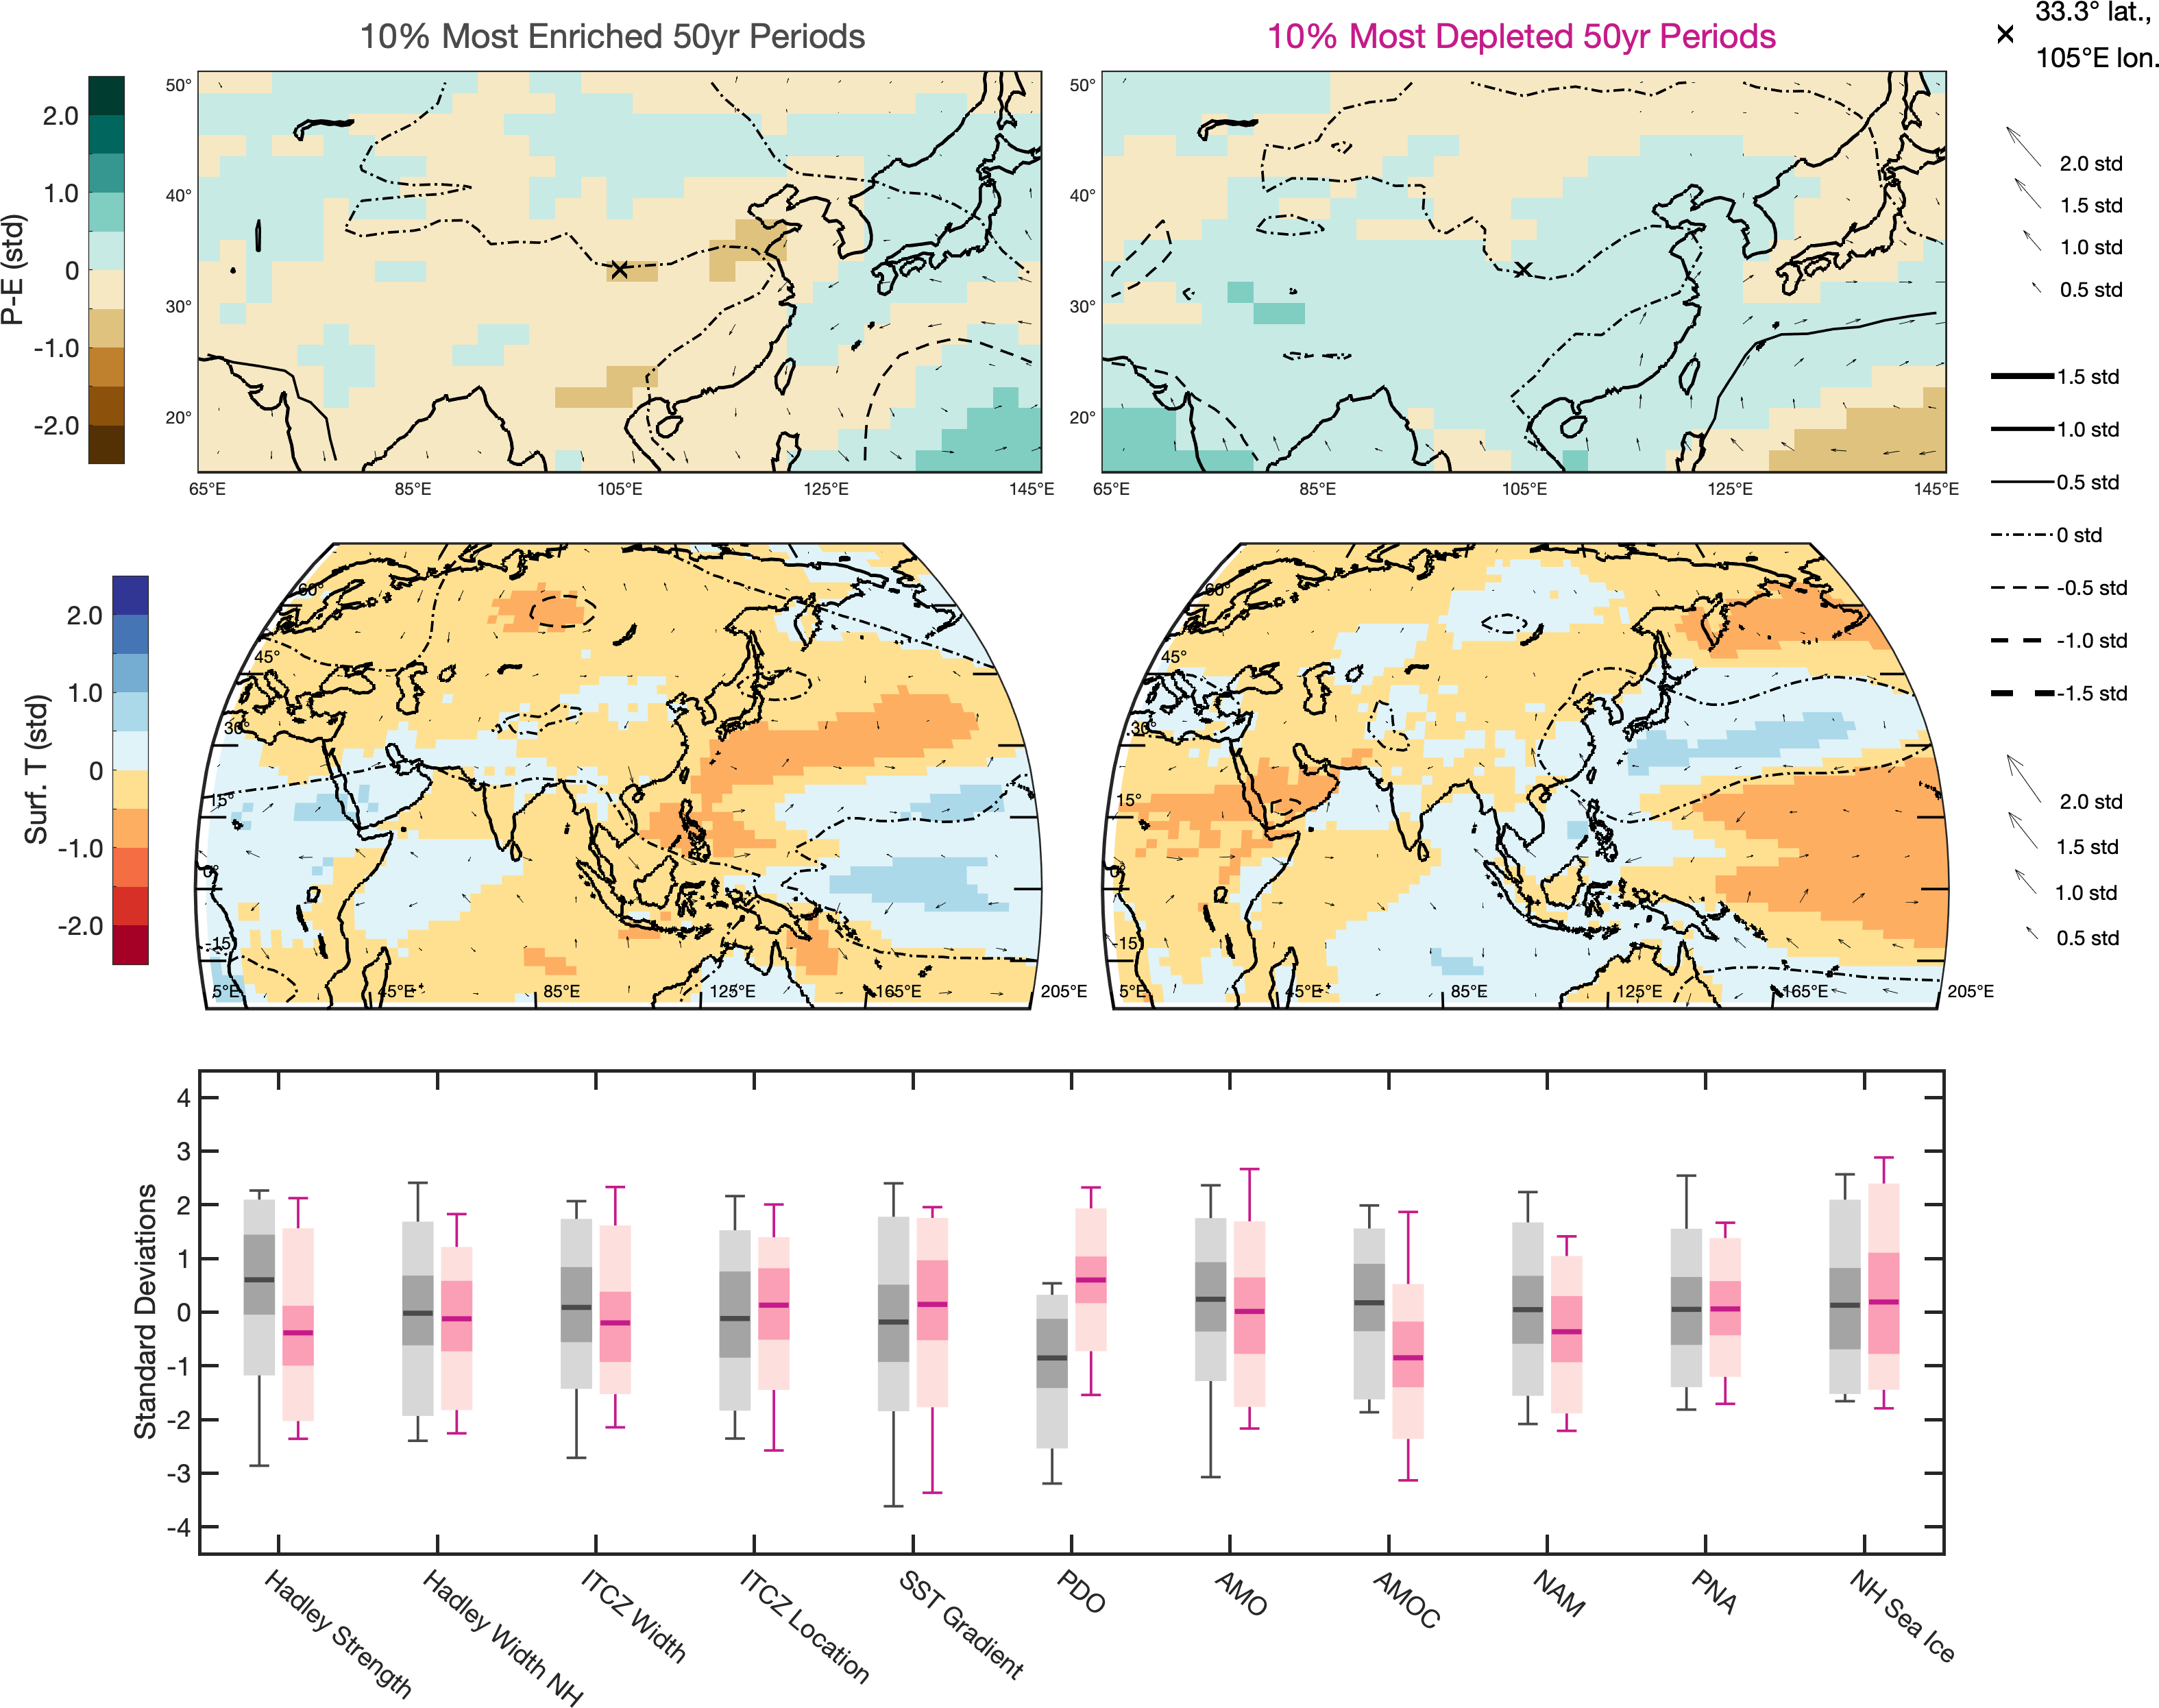 10% Most Enriched 50yr Periods
10% Most Depleted 50yr Periods
33.3° lat.,
105°E lon.
P-E (std)
2.0
1.0
0
-1.0
-2.0
50°
40°
30°
20°
65°E
85°E
105°E
125°E
145°E
50°
40°
30°
20°
65°E
85°E
105°E
125°E
145°E
2.0 std
1.5 std
1.0 std
0.5 std
1.5 std
1.0 std
0.5 std
0 std
-0.5 std
-1.0 std
-1.5 std
Surf. T (std)
2.0
1.0
0
-1.0
-2.0
60°
45°
30°
15°
0°
-15°
5°E
45°E
85°E
125°E
165°E
205°E
60°
45°
30°
15°
0°
-15°
5°E
45°E
85°E
125°E
165°E
205°E
2.0 std
1.5 std
1.0 std
0.5 std
Standard Deviations
4
3
2
1
0
-1
-2
-3
-4
Hadley Strength
Hadley Width NH
ITCZ Width
ITCZ Location
SST Gradient
PDO
AMO
AMOC
NAM
PNA
NH Sea Ice